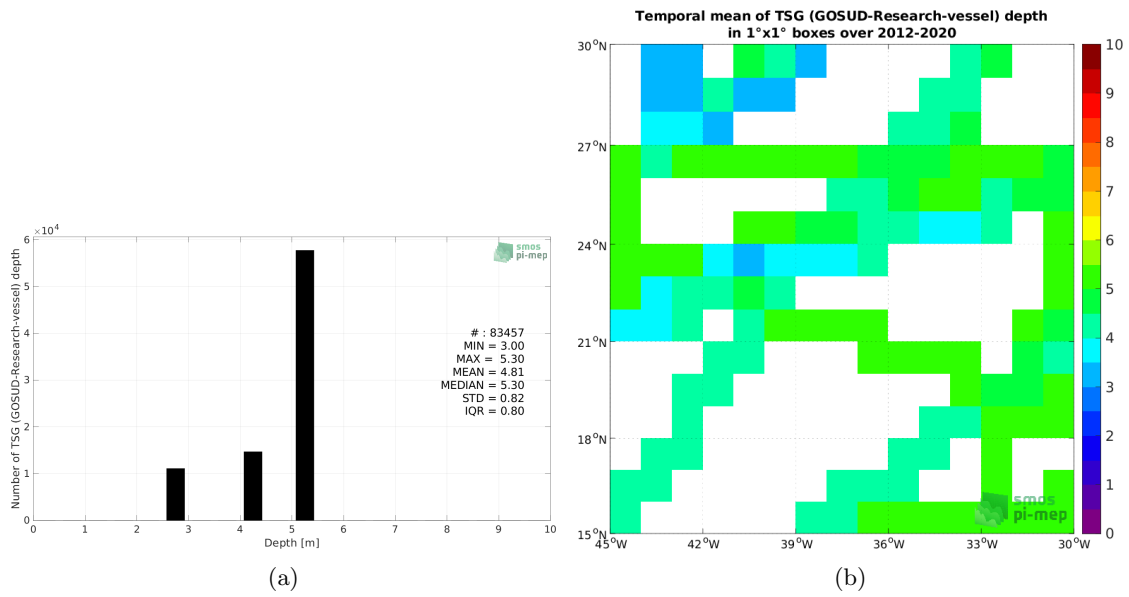 ×10⁴
6
5
4
3
2
1
0
Number of TSG (GOSUD-Research-vessel) depth
smos
pi-mep
# : 83457
MIN = 3.00
MAX = 5.30
MEAN = 4.81
MEDIAN = 5.30
STD = 0.82
IQR = 0.80
0 1 2 3 4 5 6 7 8 9 10
Depth [m]
(a)
Temporal mean of TSG (GOSUD-Research-vessel) depth
in 1°x1° boxes over 2012-2020
30°N
27°N
24°N
21°N
18°N
15°N
45°W 42°W 39°W 36°W 33°W 30°W
smos
pi-mep
10
9
8
7
6
5
4
3
2
1
0
(b)